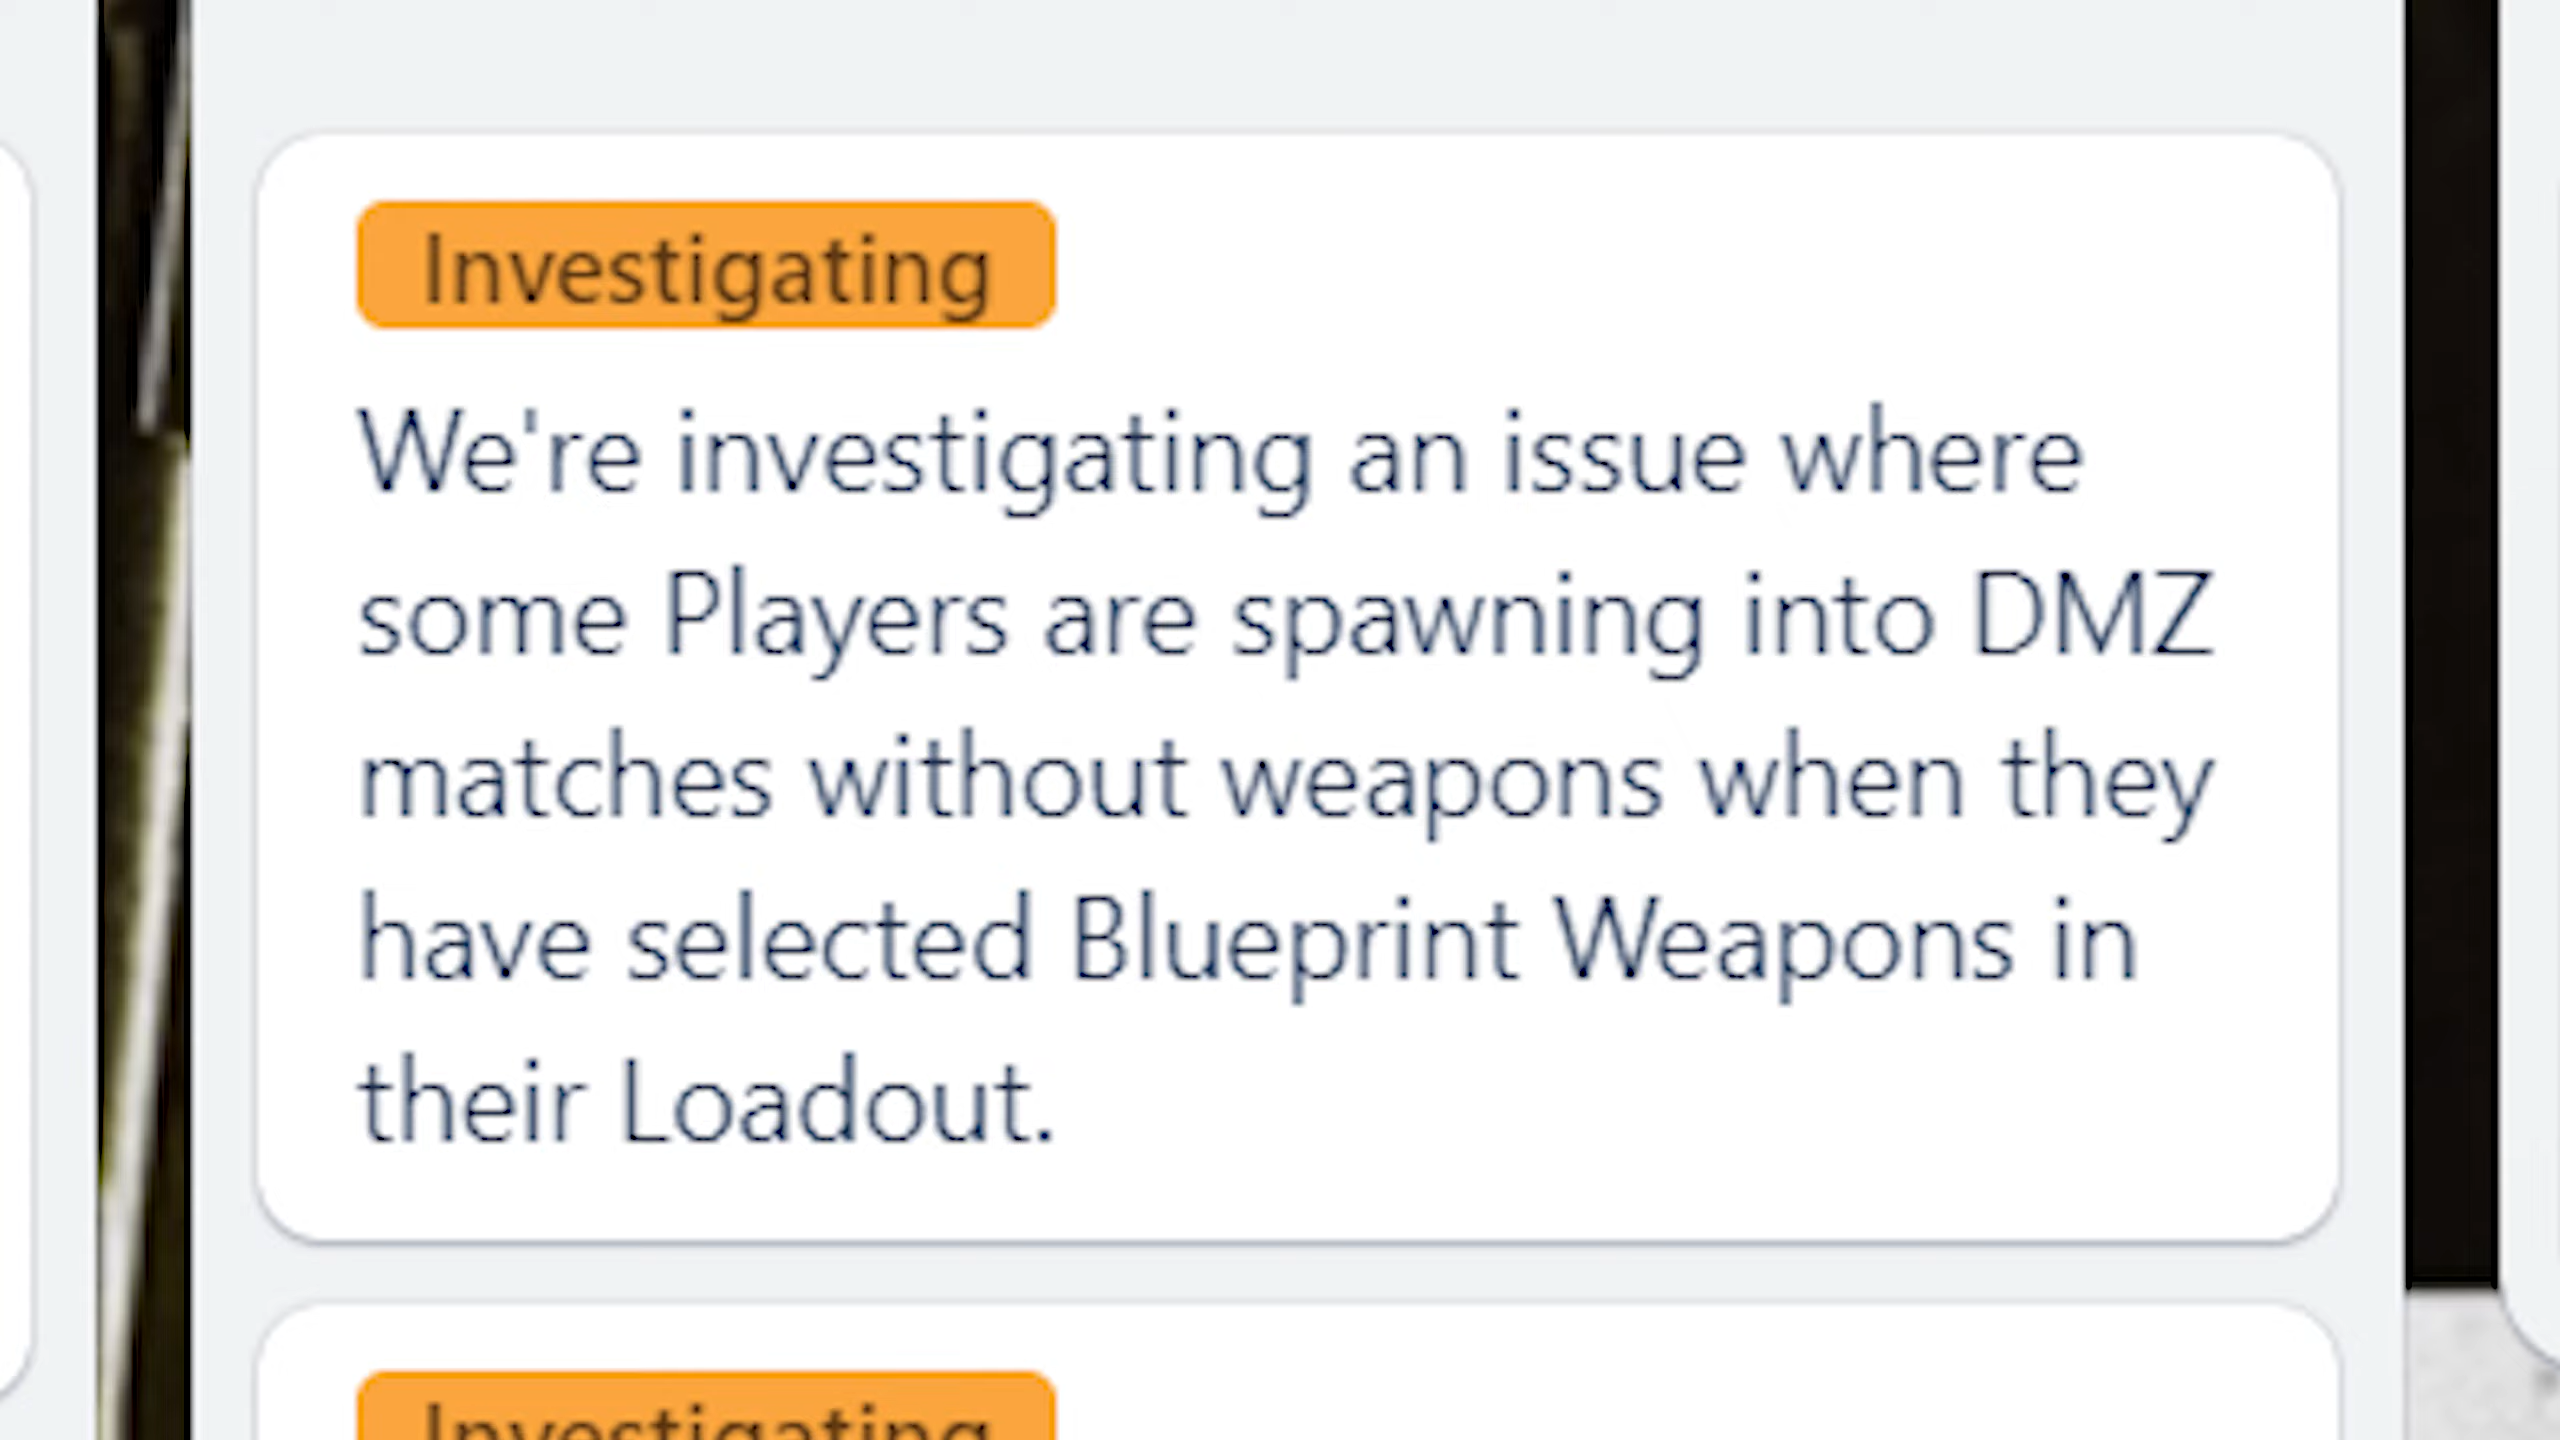 Investigating
We're investigating an issue where
some Players are spawning into DMZ
matches without weapons when they
have selected Blueprint Weapons in
their Loadout.
Investigating